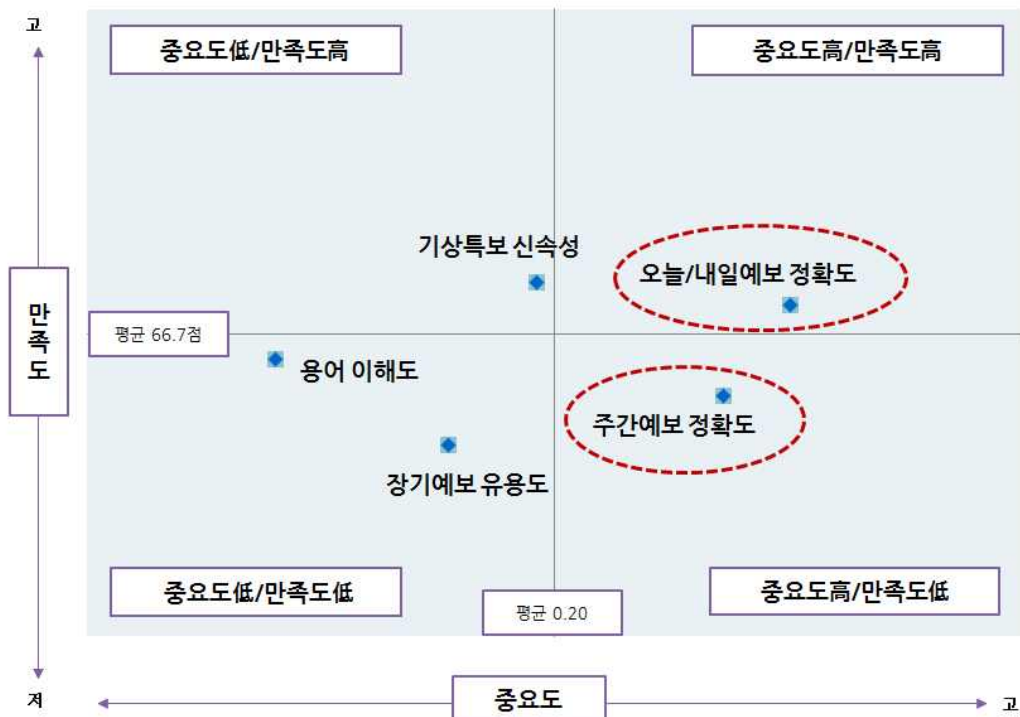 고
중요도低/만족도高
중요도高/만족도高
기상특보 신속성
오늘/내일예보 정확도
만족도
평균 66.7점
용어 이해도
주간예보 정확도
장기예보 유용도
중요도低/만족도低
중요도高/만족도低
평균 0.20
저
중요도
고